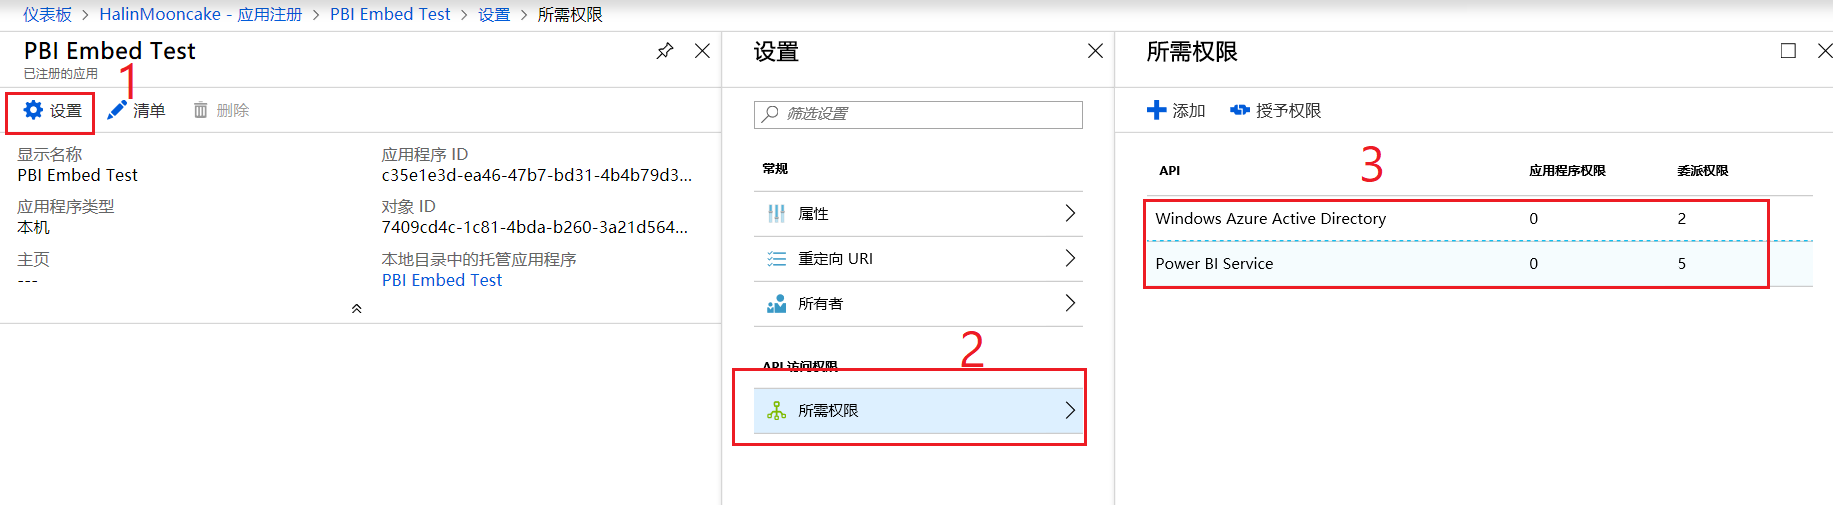 仪表板 > HalinMooncake - 应用注册 > PBI Embed Test > 设置 > 所需权限
PBI Embed Test
已注册的应用
1
设置
清单
删除
显示名称
PBI Embed Test
应用程序 ID
c35e1e3d-ea46-47b7-bd31-4b4b79d3...
应用程序类型
本机
对象 ID
7409cd4c-1c81-4bda-b260-3a21d564...
主页
---
本地目录中的托管应用程序
PBI Embed Test
设置
筛选设置
常规
属性
重定向 URI
所有者
2
API 访问权限
所需权限
所需权限
添加
授予权限
3
API 应用程序权限 委派权限
Windows Azure Active Directory 0 2
Power BI Service 0 5